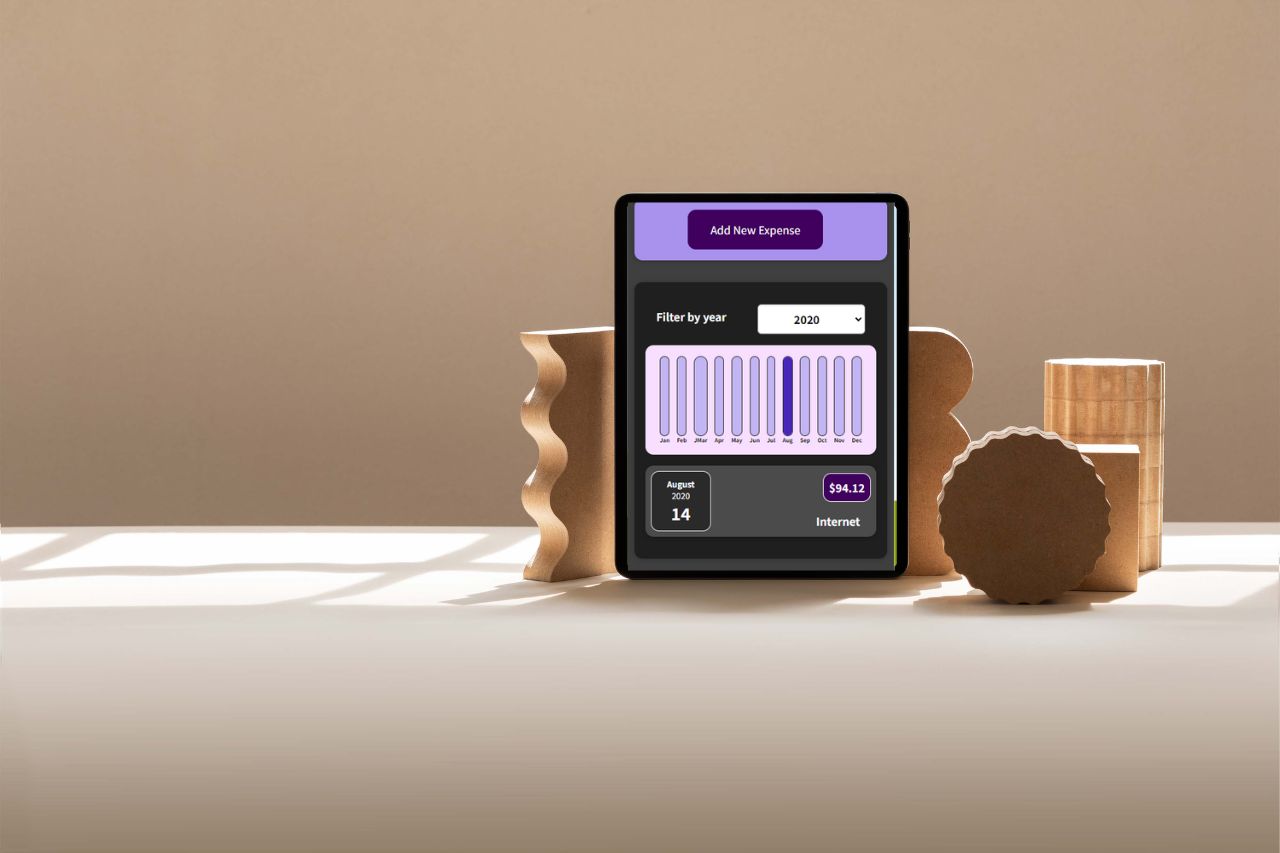 Add New Expense
Filter by year
2020
Jan Feb JMar Apr May Jun Jul Aug Sep Oct Nov Dec
August
2020
14
$94.12
Internet